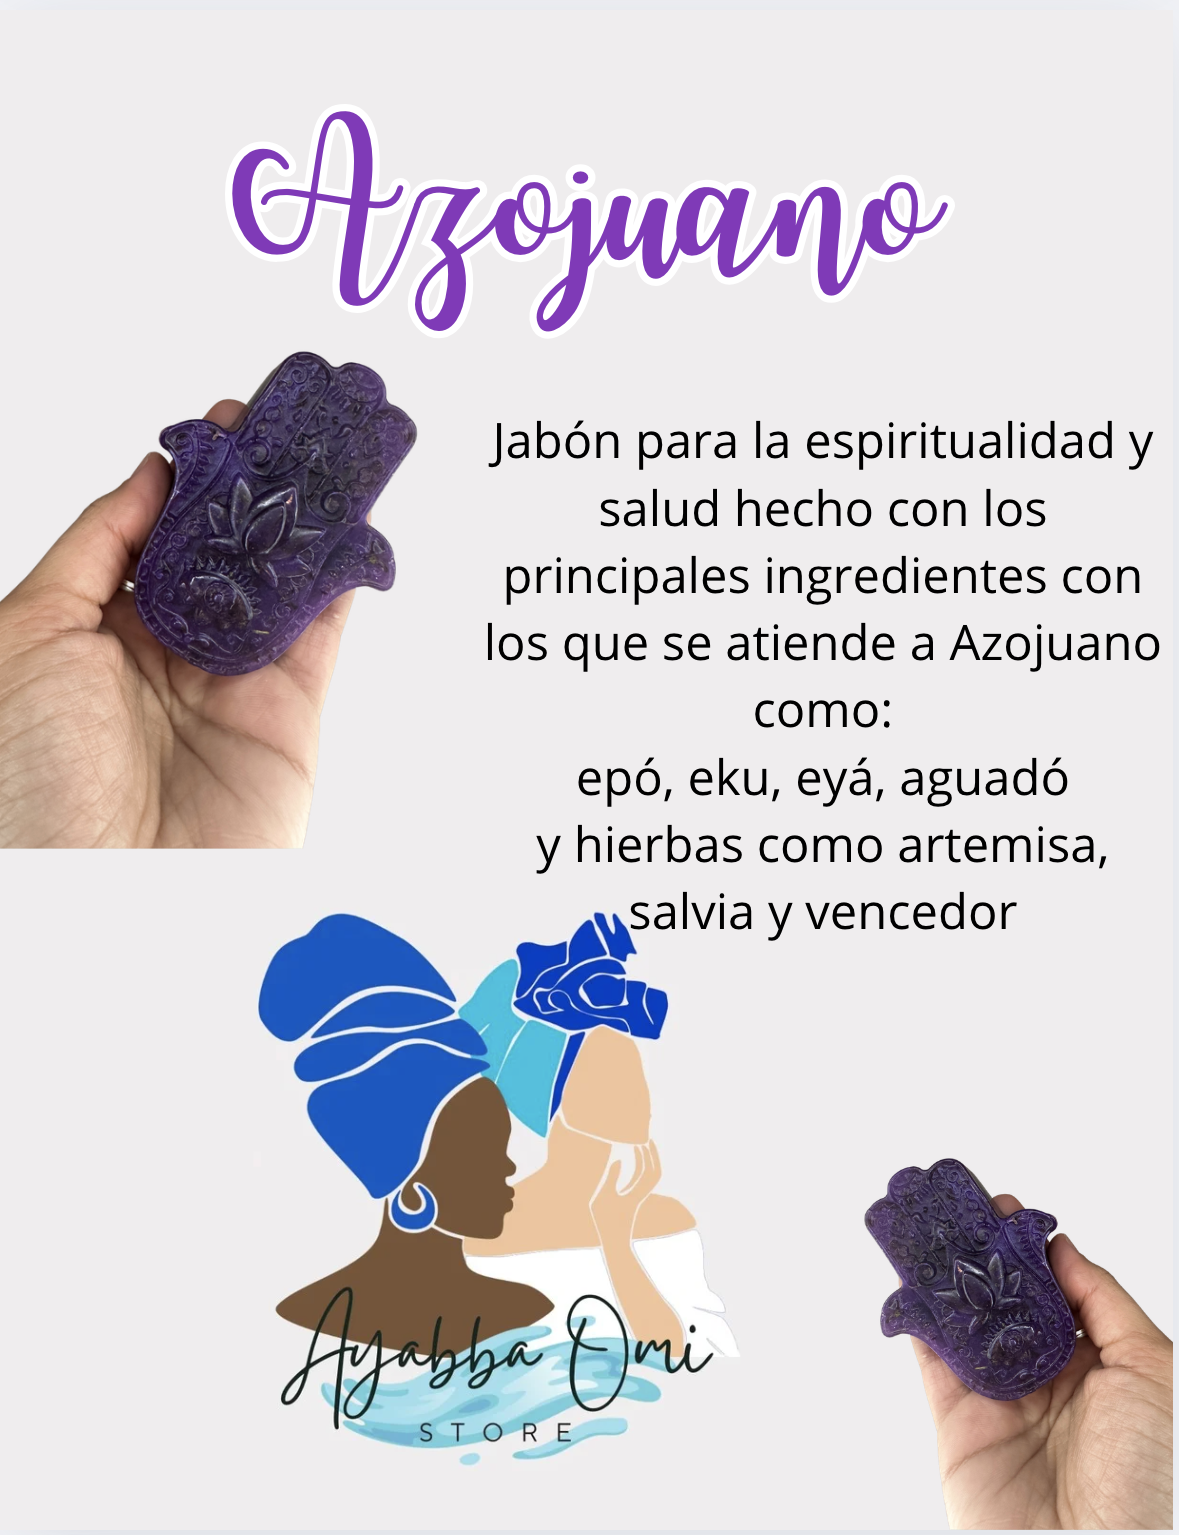 Azojuano
Jabón para la espiritualidad y
salud hecho con los
principales ingredientes con
los que se atiende a Azojuano
como:
epó, eku, eyá, aguadó
y hierbas como artemisa,
salvia y vencedor
Ayabba Omi
STORE